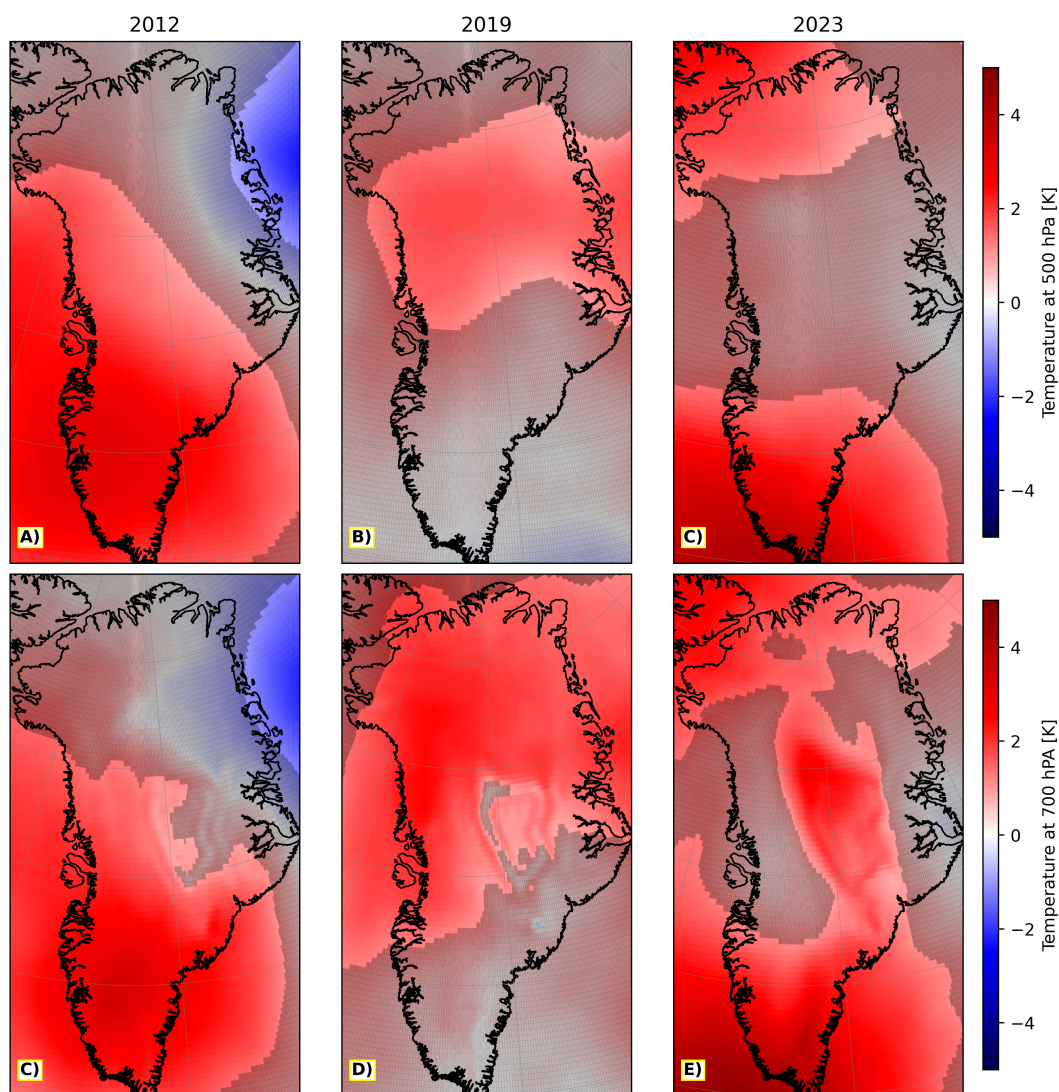 2012 2019 2023
A) B) C)
4
2
0
−2
−4
Temperature at 500 hPa [K]
C) D) E)
4
2
0
−2
−4
Temperature at 700 hPA [K]